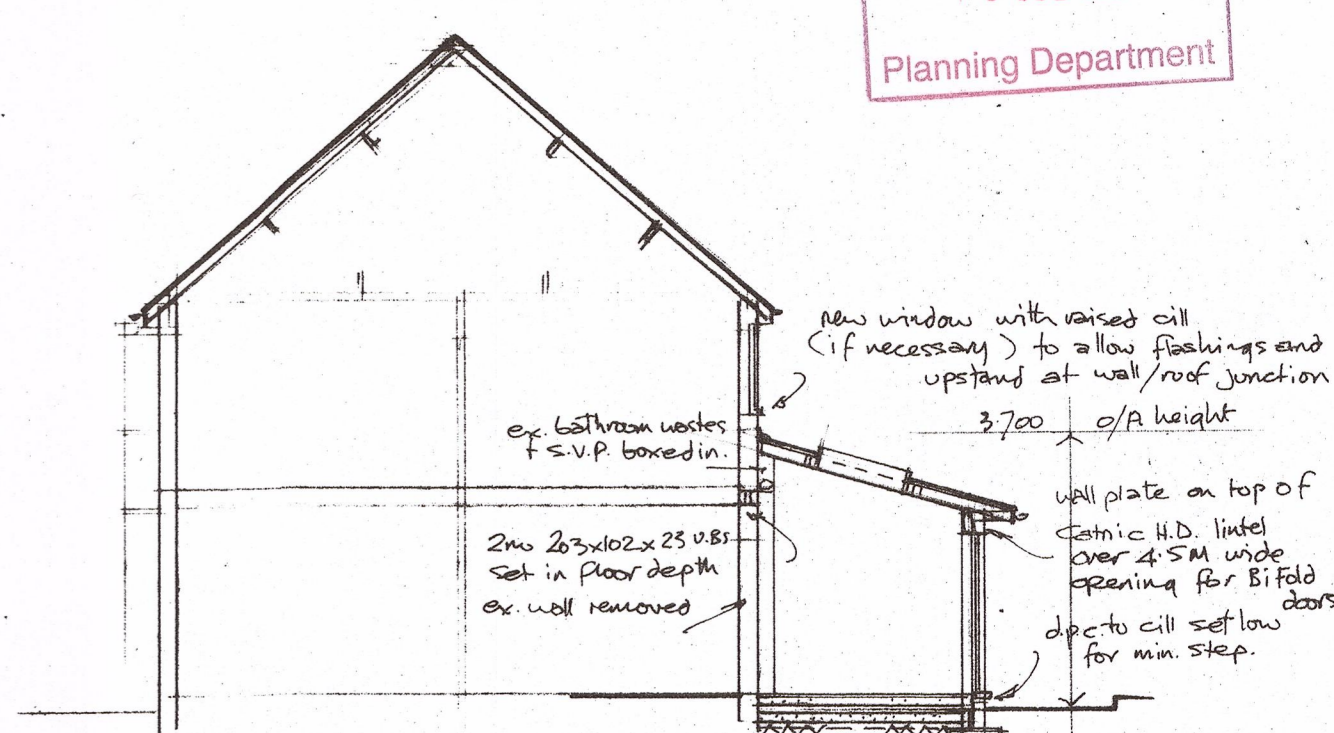 Planning Department
new window with raised cill
(if necessary) to allow flashings and
upstand at wall/roof junction
3.700 O/A height
ex. bathroom wastes
+ S.V.P. boxed in.
wall plate on top of
Catnic H.D. lintel
over 4.5M wide
opening for BiFold
doors
2no 203x102x23 U.Bs
set in floor depth
ex. wall removed
d.p.c. to cill set low
for min. step.